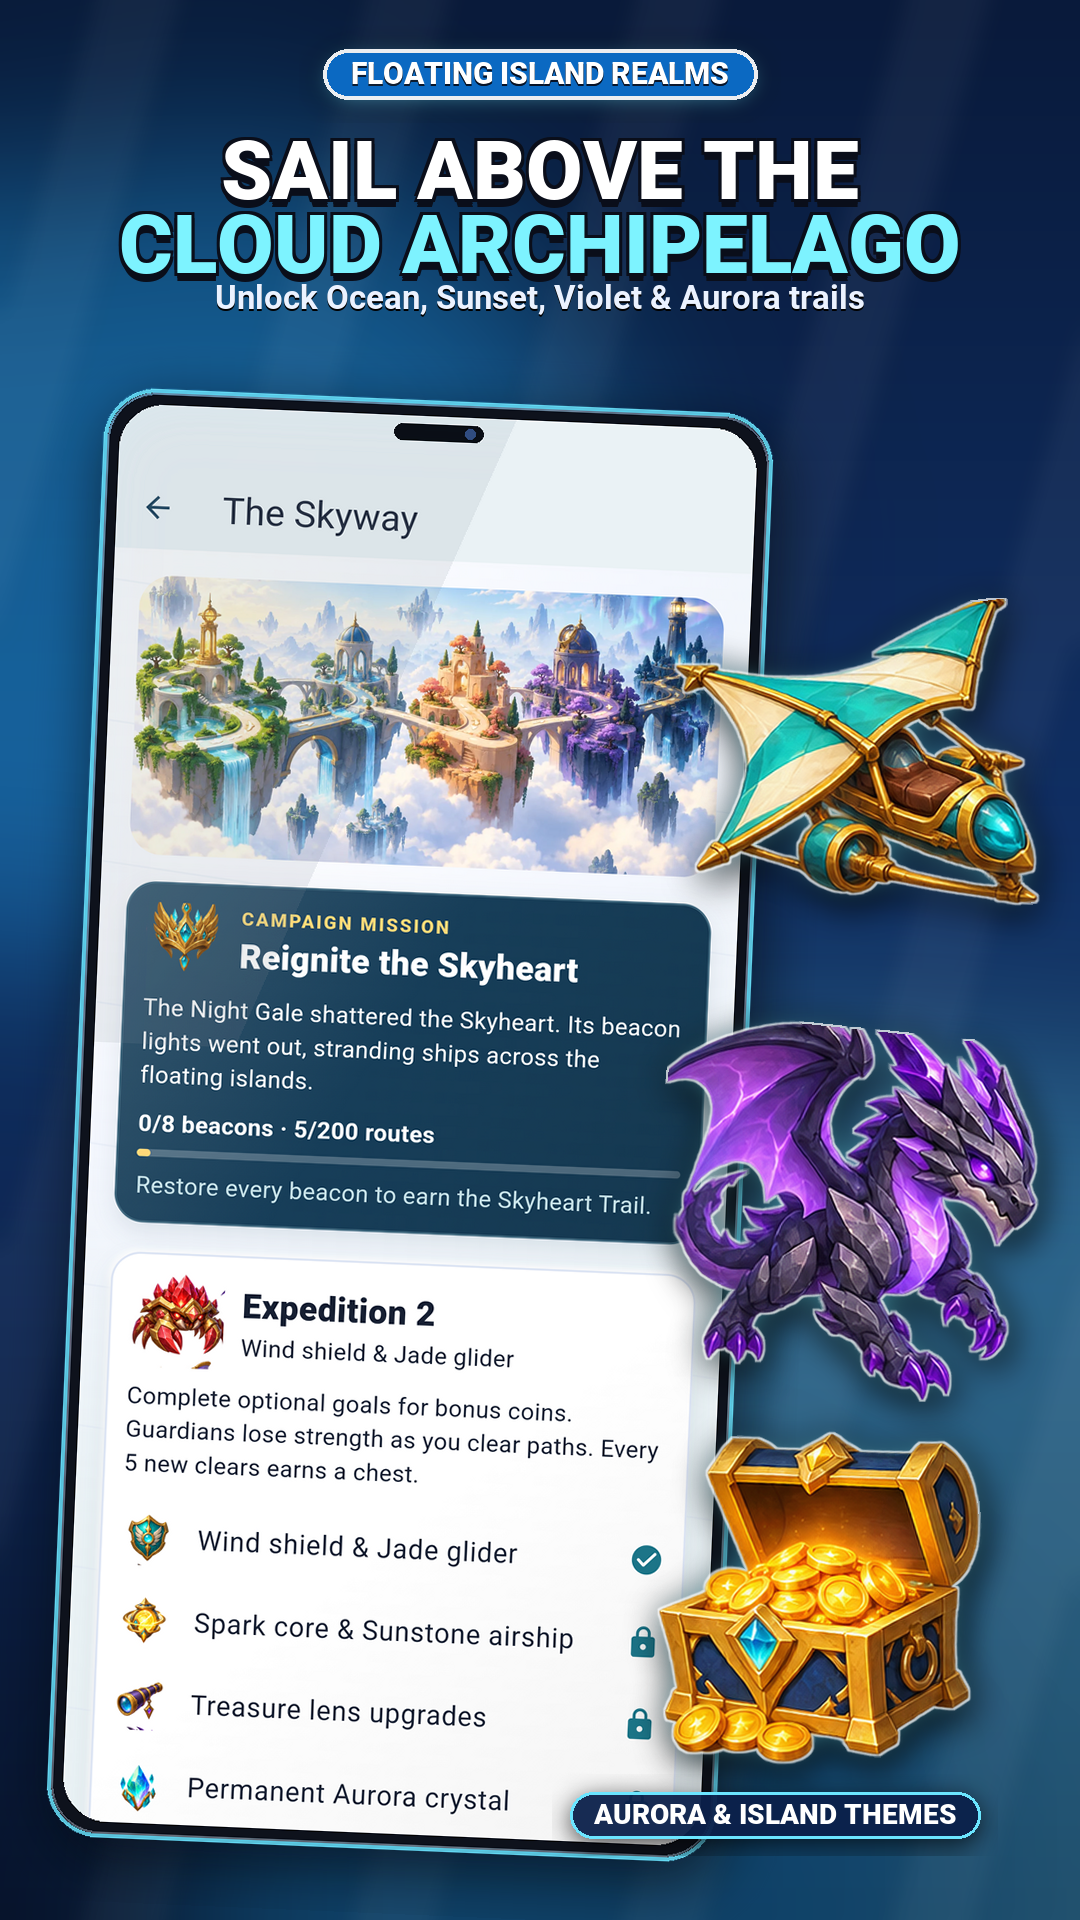 FLOATING ISLAND REALMS
SAIL ABOVE THE
CLOUD ARCHIPELAGO
Unlock Ocean, Sunset, Violet & Aurora trails
The Skyway
CAMPAIGN MISSION
Reignite the Skyheart
The Night Gale shattered the Skyheart. Its beacon
lights went out, stranding ships across the
floating islands.
0/8 beacons · 5/200 routes
Restore every beacon to earn the Skyheart Trail.
Expedition 2
Wind shield & Jade glider
Complete optional goals for bonus coins.
Guardians lose strength as you clear paths. Every
5 new clears earns a chest.
Wind shield & Jade glider
Spark core & Sunstone airship
Treasure lens upgrades
Permanent Aurora crystal
AURORA & ISLAND THEMES